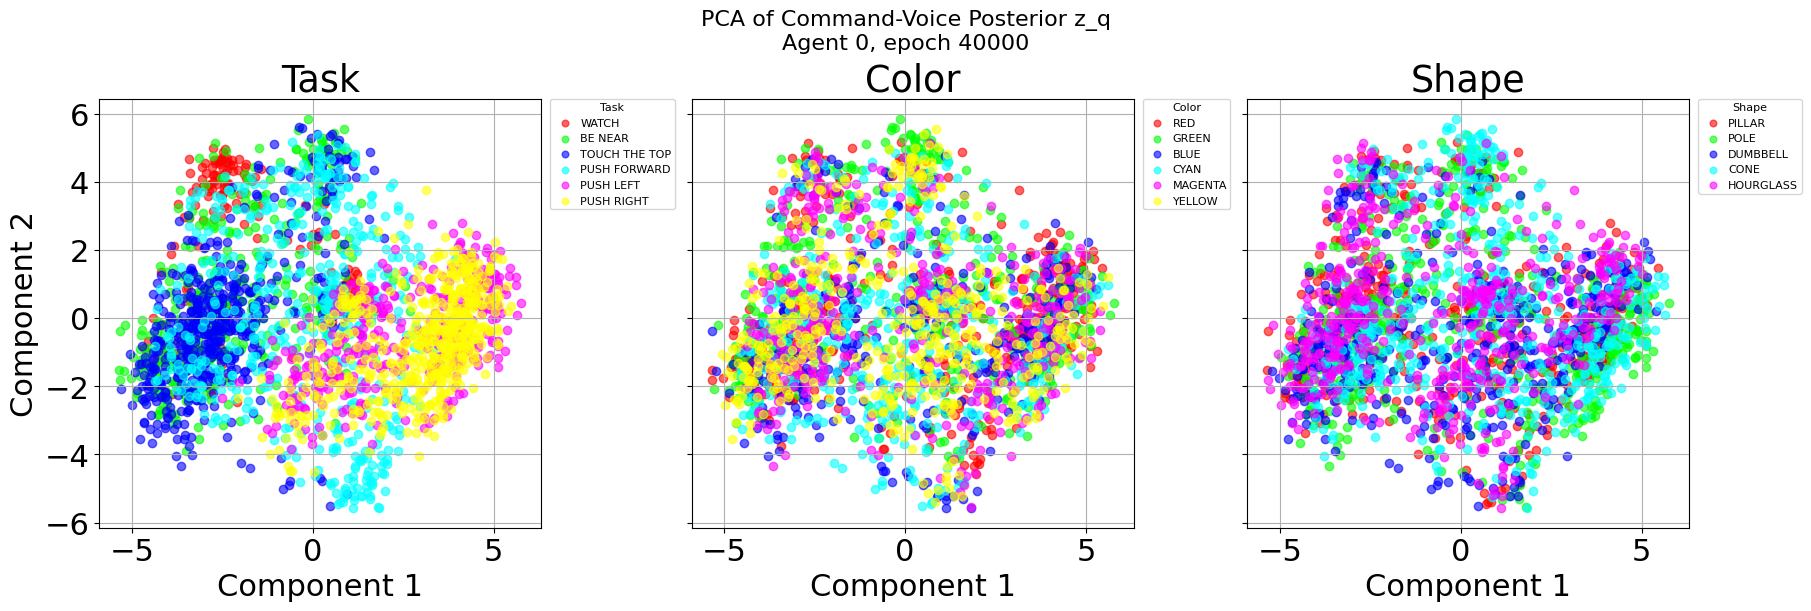 PCA of Command-Voice Posterior z_q
Agent 0, epoch 40000
Task
Color
Shape
Component 2
6
4
2
0
−2
−4
−6
−5 0 5
−5 0 5
−5 0 5
Component 1
Component 1
Component 1
Task
WATCH
BE NEAR
TOUCH THE TOP
PUSH FORWARD
PUSH LEFT
PUSH RIGHT
Color
RED
GREEN
BLUE
CYAN
MAGENTA
YELLOW
Shape
PILLAR
POLE
DUMBBELL
CONE
HOURGLASS